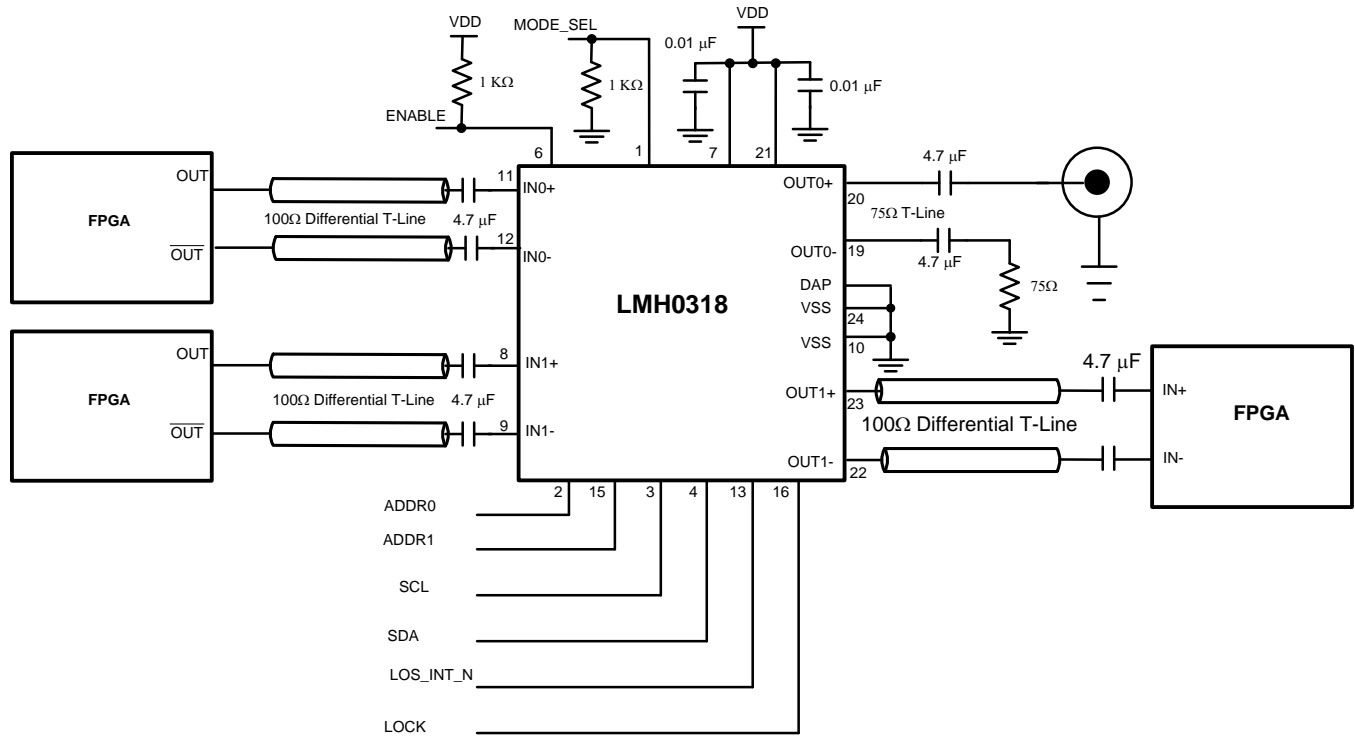 VDD
MODE_SEL
VDD
0.01 µF
1 KΩ
1 KΩ
0.01 µF
ENABLE
6
1
7
21
FPGA
OUT
OUT
100Ω Differential T-Line
4.7 µF
11
12
IN0+
IN0-
FPGA
OUT
OUT
100Ω Differential T-Line
4.7 µF
8
9
IN1+
IN1-
LMH0318
OUT0+
20
4.7 µF
75Ω T-Line
OUT0-
19
4.7 µF
75Ω
DAP
VSS
24
VSS
10
OUT1+
23
4.7 µF
100Ω Differential T-Line
OUT1-
22
IN+
FPGA
IN-
2
15
3
4
13
16
ADDR0
ADDR1
SCL
SDA
LOS_INT_N
LOCK